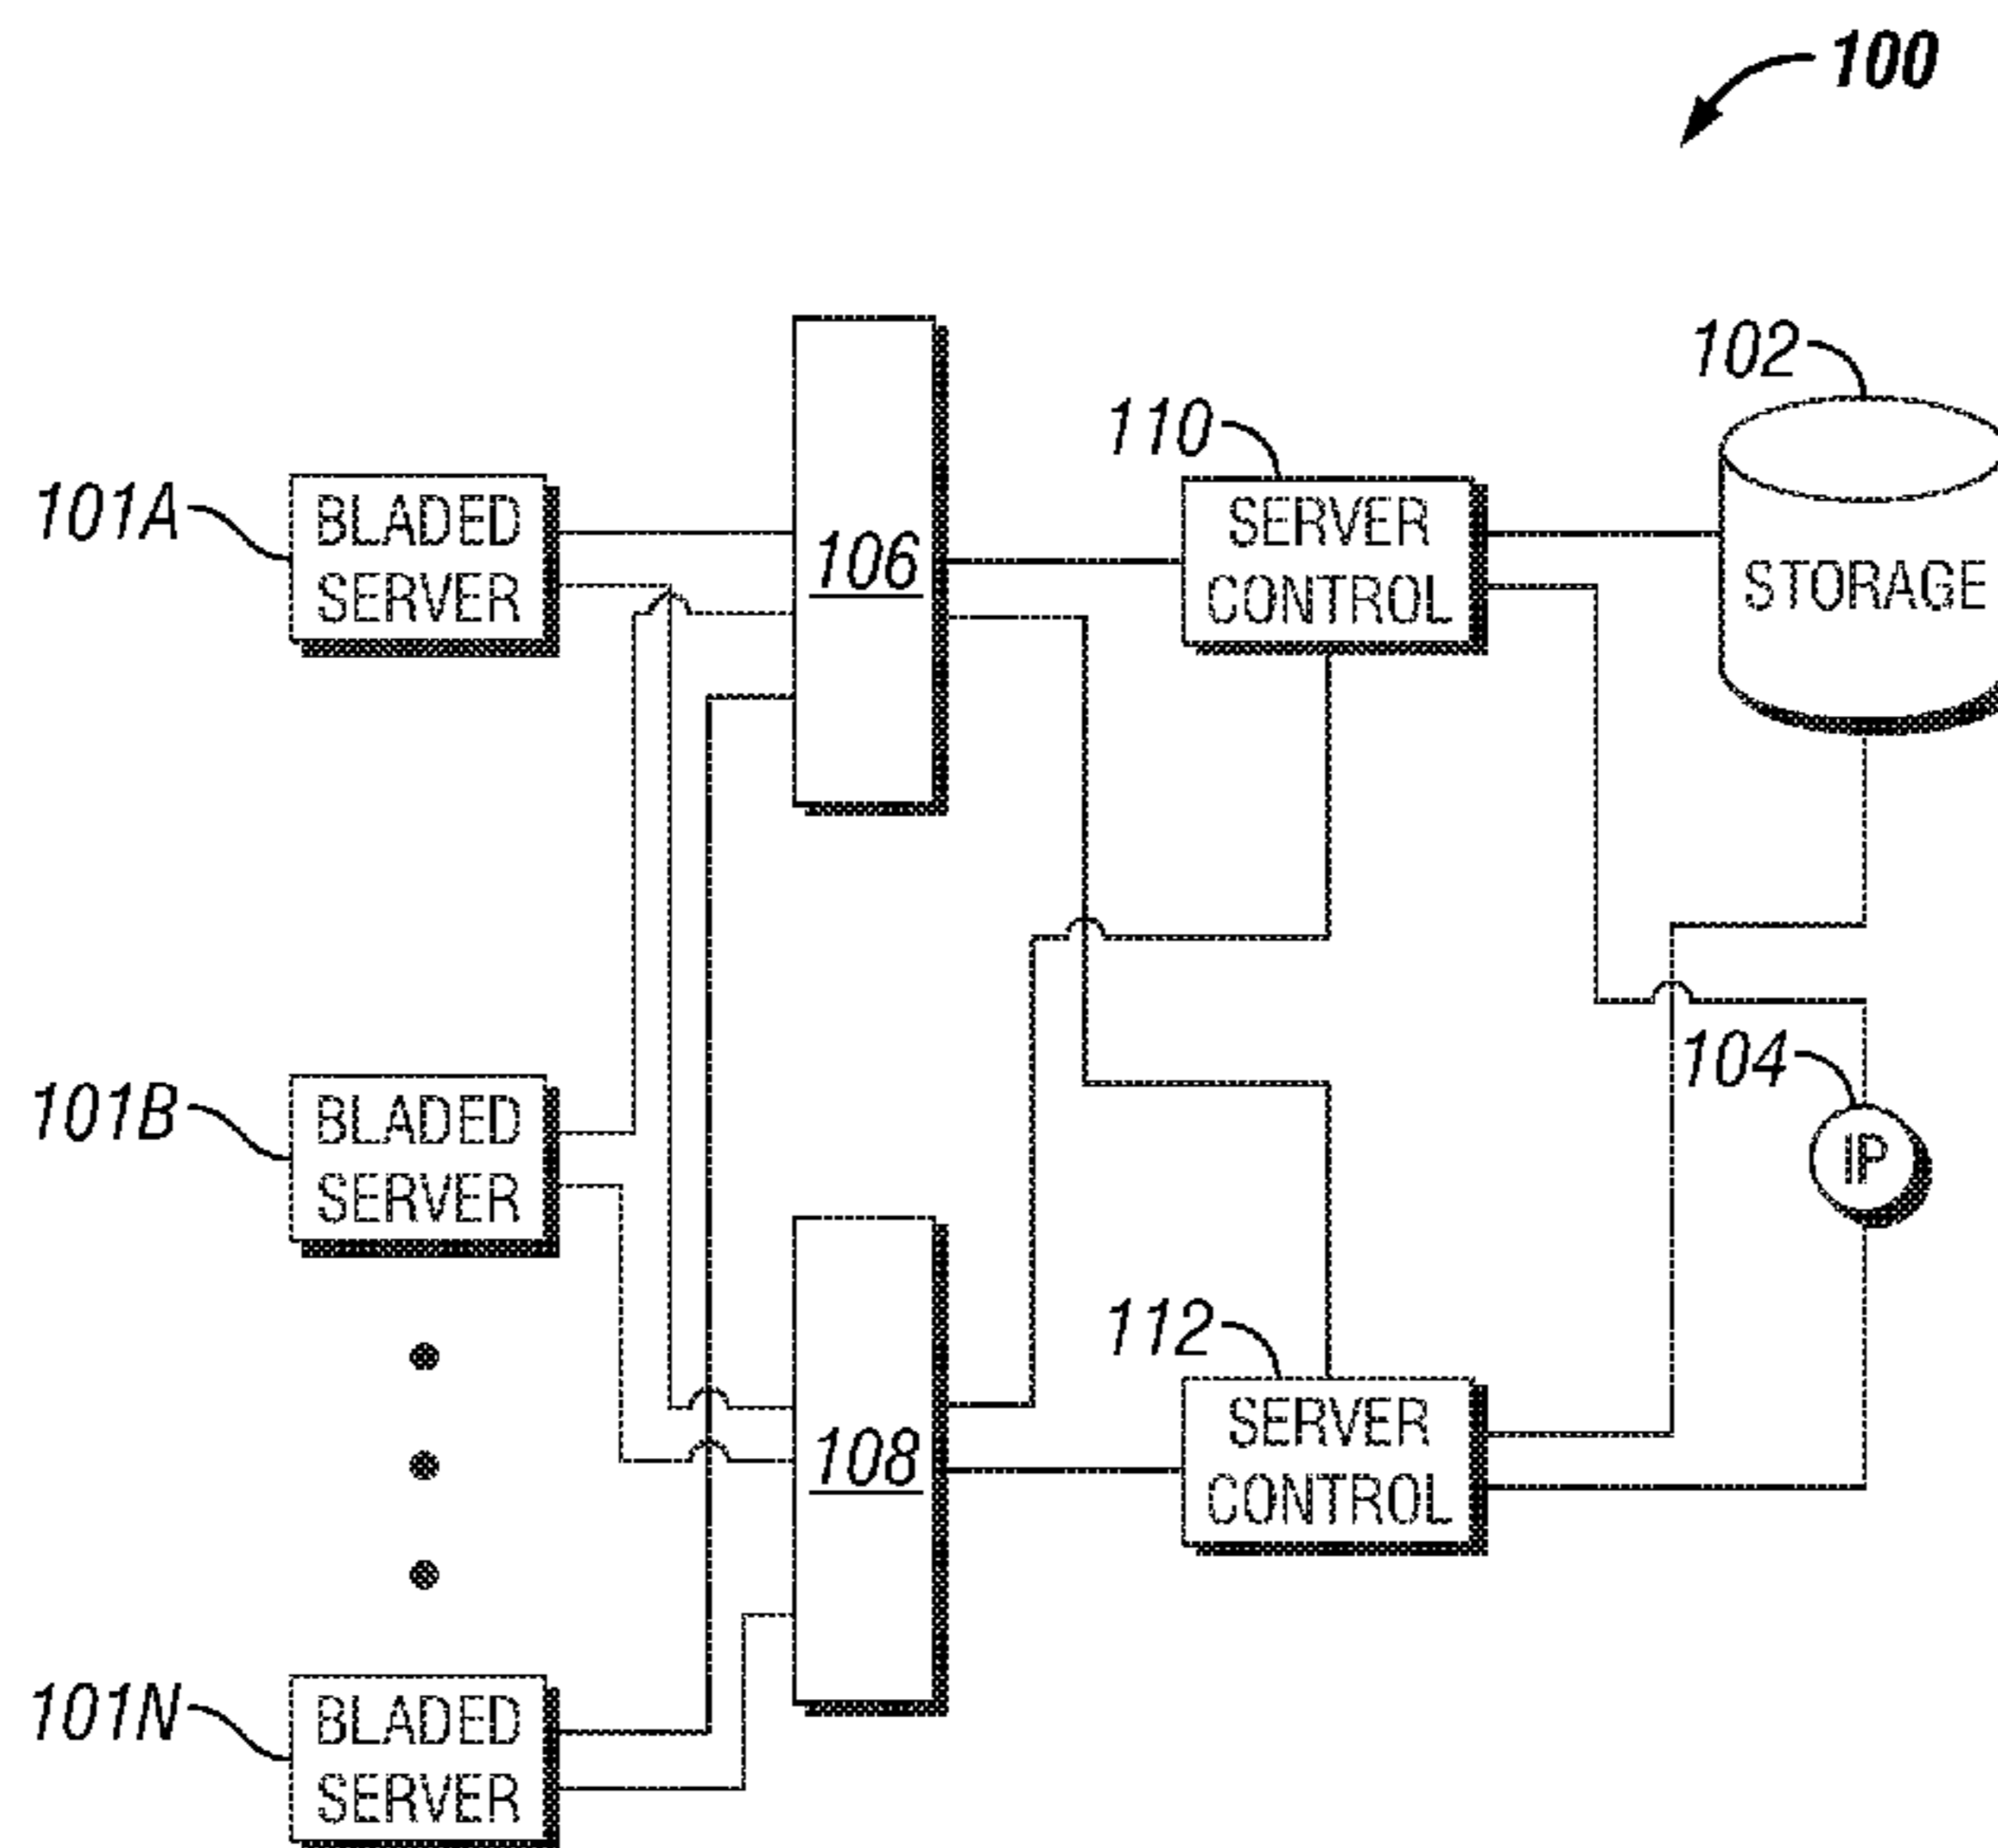 100
102
110
101A
BLADED
SERVER
106
SERVER
CONTROL
STORAGE
104
IP
101B
BLADED
SERVER
112
108
SERVER
CONTROL
101N
BLADED
SERVER